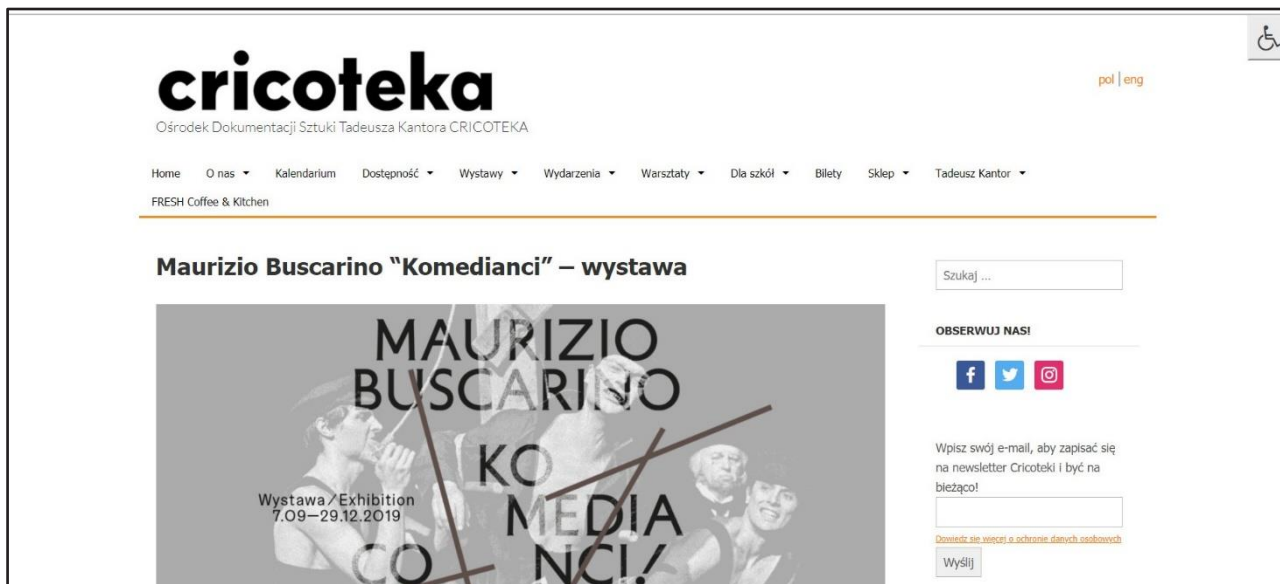 cricoteka
Ośrodek Dokumentacji Sztuki Tadeusza Kantora CRICOTEKA
pol | eng
Home O nas Kalendarium Dostępność Wystawy Wydarzenia Warsztaty Dla szkół Bilety Sklep Tadeusz Kantor
FRESH Coffee & Kitchen
Maurizio Buscarino “Komedianci” – wystawa
MAURIZIO
BUSCARINO
KO
Wystawa/Exhibition
7.09–29.12.2019
MEDIA
CO NCI/
Szukaj ...
OBSERWUJ NAS!
Wpisz swój e-mail, aby zapisać się
na newsletter Cricoteki i być na
bieżąco!
Dowiedz się więcej o ochronie danych osobowych
Wyślij